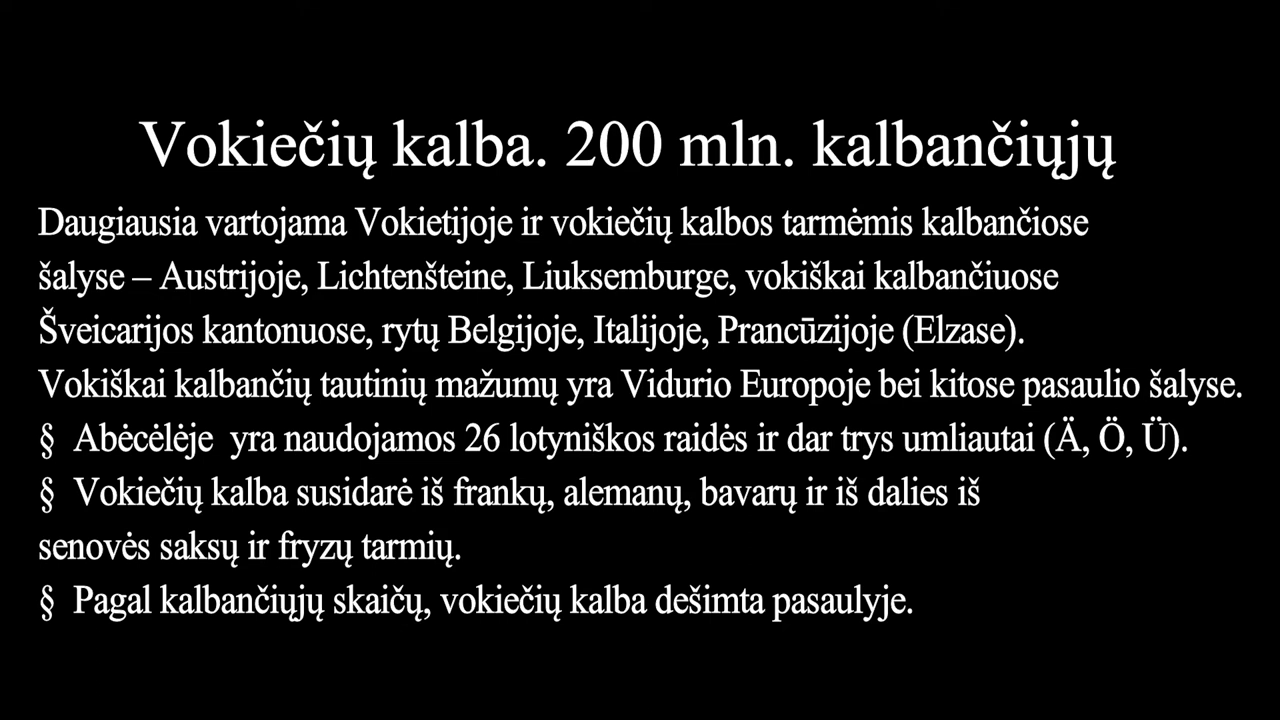 Vokiečių kalba. 200 mln. kalbančiųjų
Daugiausia vartojama Vokietijoje ir vokiečių kalbos tarmėmis kalbančiose
šalyse – Austrijoje, Lichtenšteine, Liuksemburge, vokiškai kalbančiuose
Šveicarijos kantonuose, rytų Belgijoje, Italijoje, Prancūzijoje (Elzase).
Vokiškai kalbančių tautinių mažumų yra Vidurio Europoje bei kitose pasaulio šalyse.
§ Abėcėlėje yra naudojamos 26 lotyniškos raidės ir dar trys umliautai (Ä, Ö, Ü).
§ Vokiečių kalba susidarė iš frankų, alemanų, bavarų ir iš dalies iš
senovės saksų ir fryzų tarmių.
§ Pagal kalbančiųjų skaičų, vokiečių kalba dešimta pasaulyje.